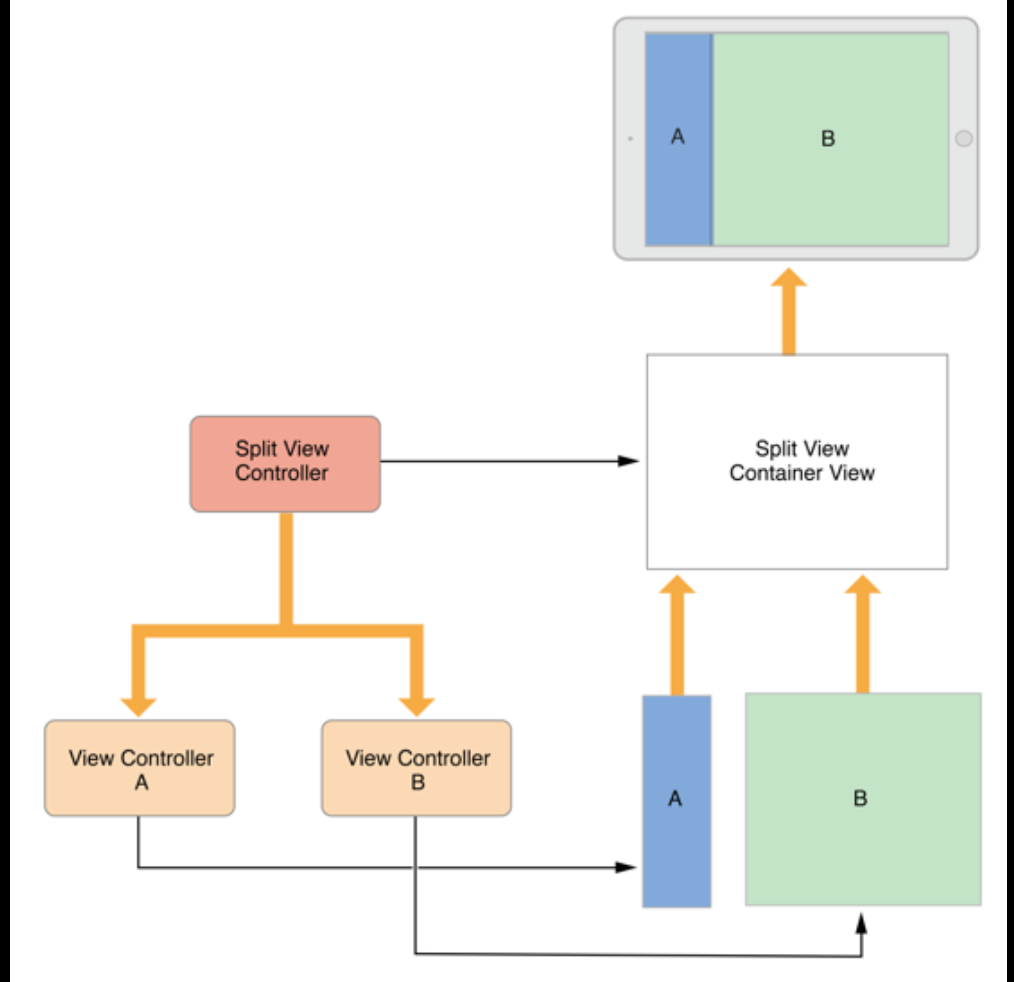 A
B
Split View
Controller
Split View
Container View
View Controller
A
View Controller
B
A
B